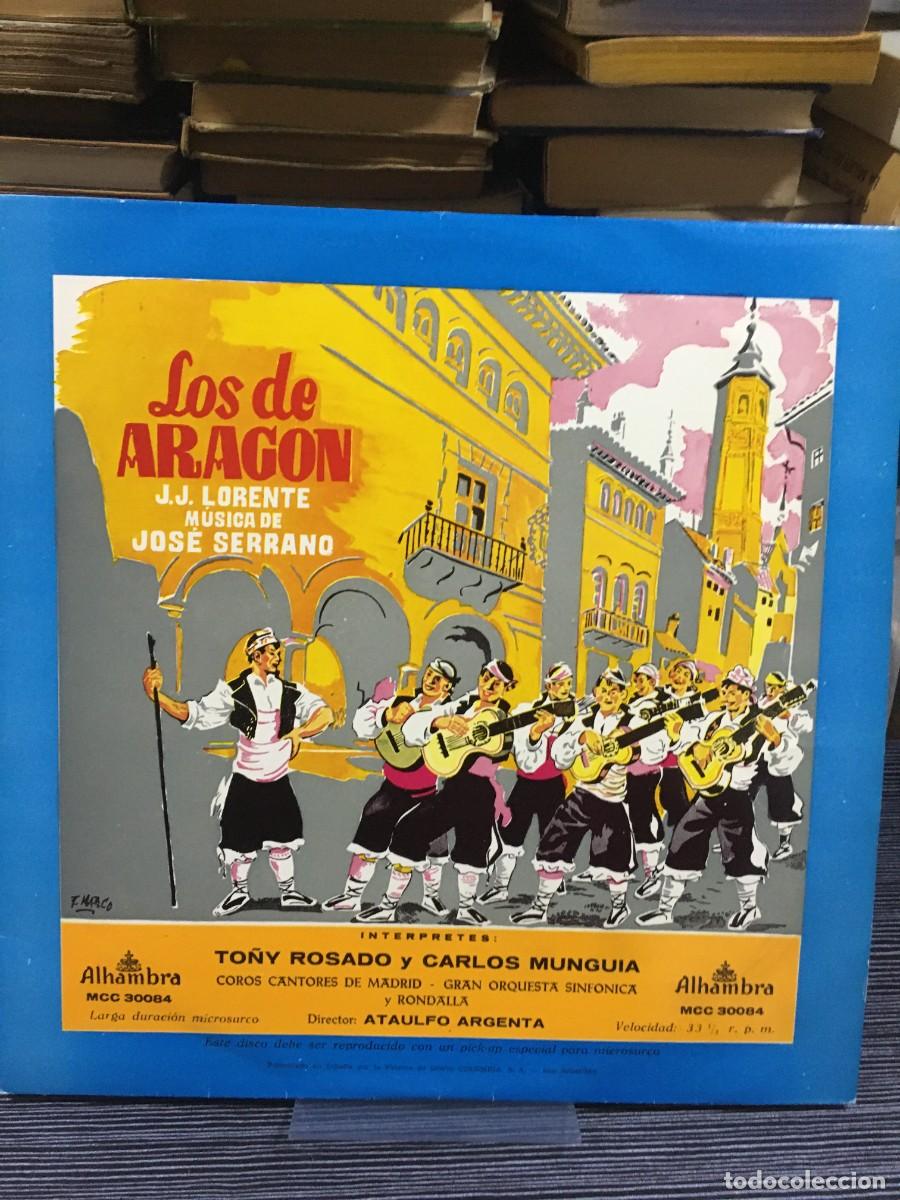 Los de
ARAGON
J.J. LORENTE
MÚSICA DE
JOSÉ SERRANO
INTERPRETES:
TOÑY ROSADO y CARLOS MUNGUIA
COROS CANTORES DE MADRID - GRAN ORQUESTA SINFONICA
y RONDALLA
Director: ATAULFO ARGENTA
Alhambra
MCC 30084
Larga duración microsurco
Alhambra
MCC 30084
Velocidad: 33 1/3 r. p. m.
Este disco debe ser reproducido con un pick-up especial para microsurco
todocoleccion